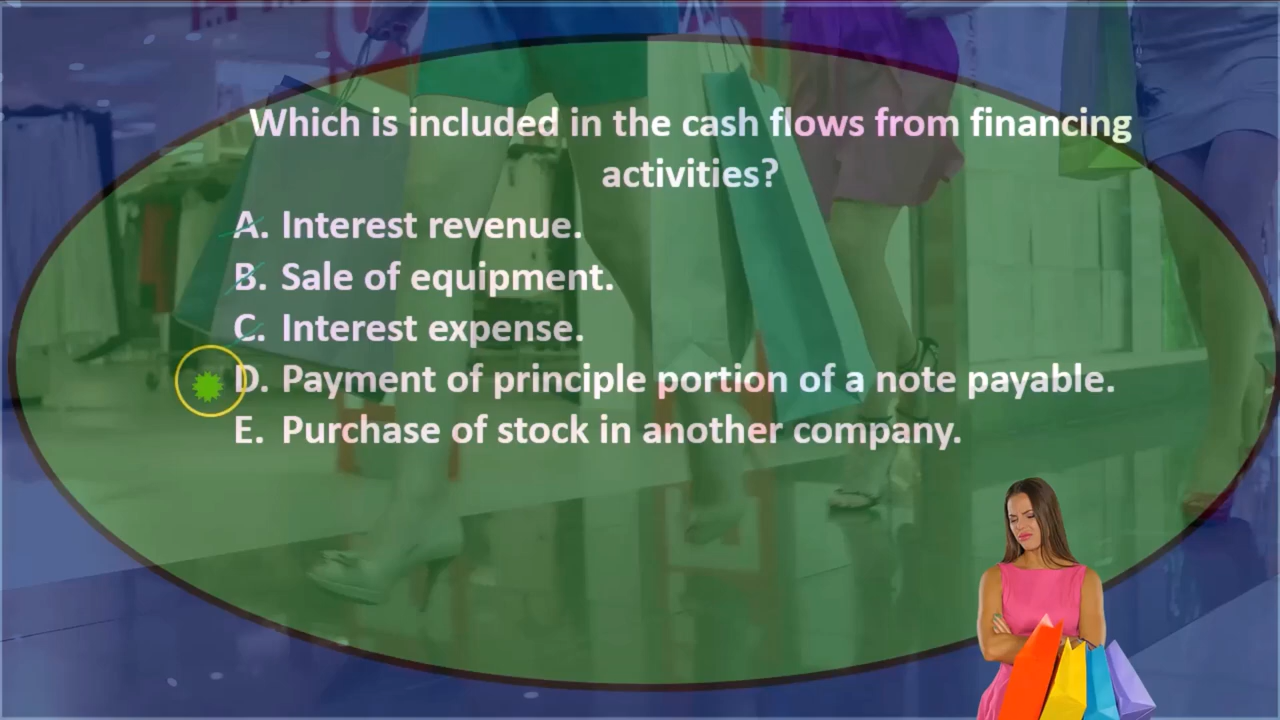 Which is included in the cash flows from financing
activities?
A. Interest revenue.
B. Sale of equipment.
C. Interest expense.
D. Payment of principle portion of a note payable.
E. Purchase of stock in another company.